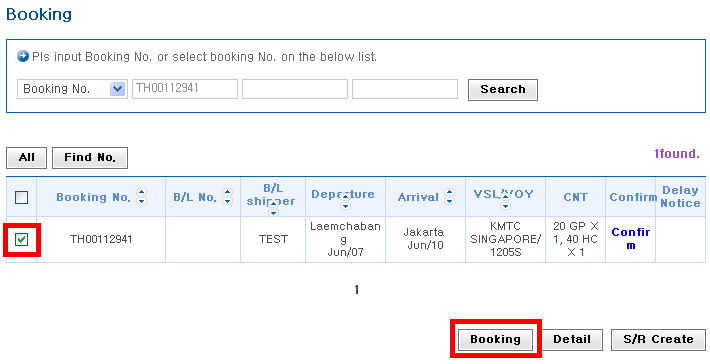 Booking
Pls input Booking No. or select booking No. on the below list.
Booking No. TH00112941 Search
All Find No. 1found.
Booking No. B/L No. B/L shipper Departure Arrival VSL/VOY CNT Confirm Delay Notice
TH00112941 TEST Laemchabang Jun/07 Jakarta Jun/10 KMTC SINGAPORE/1205S 20 GP X 1, 40 HC X 1 Confirm
1
Booking Detail S/R Create